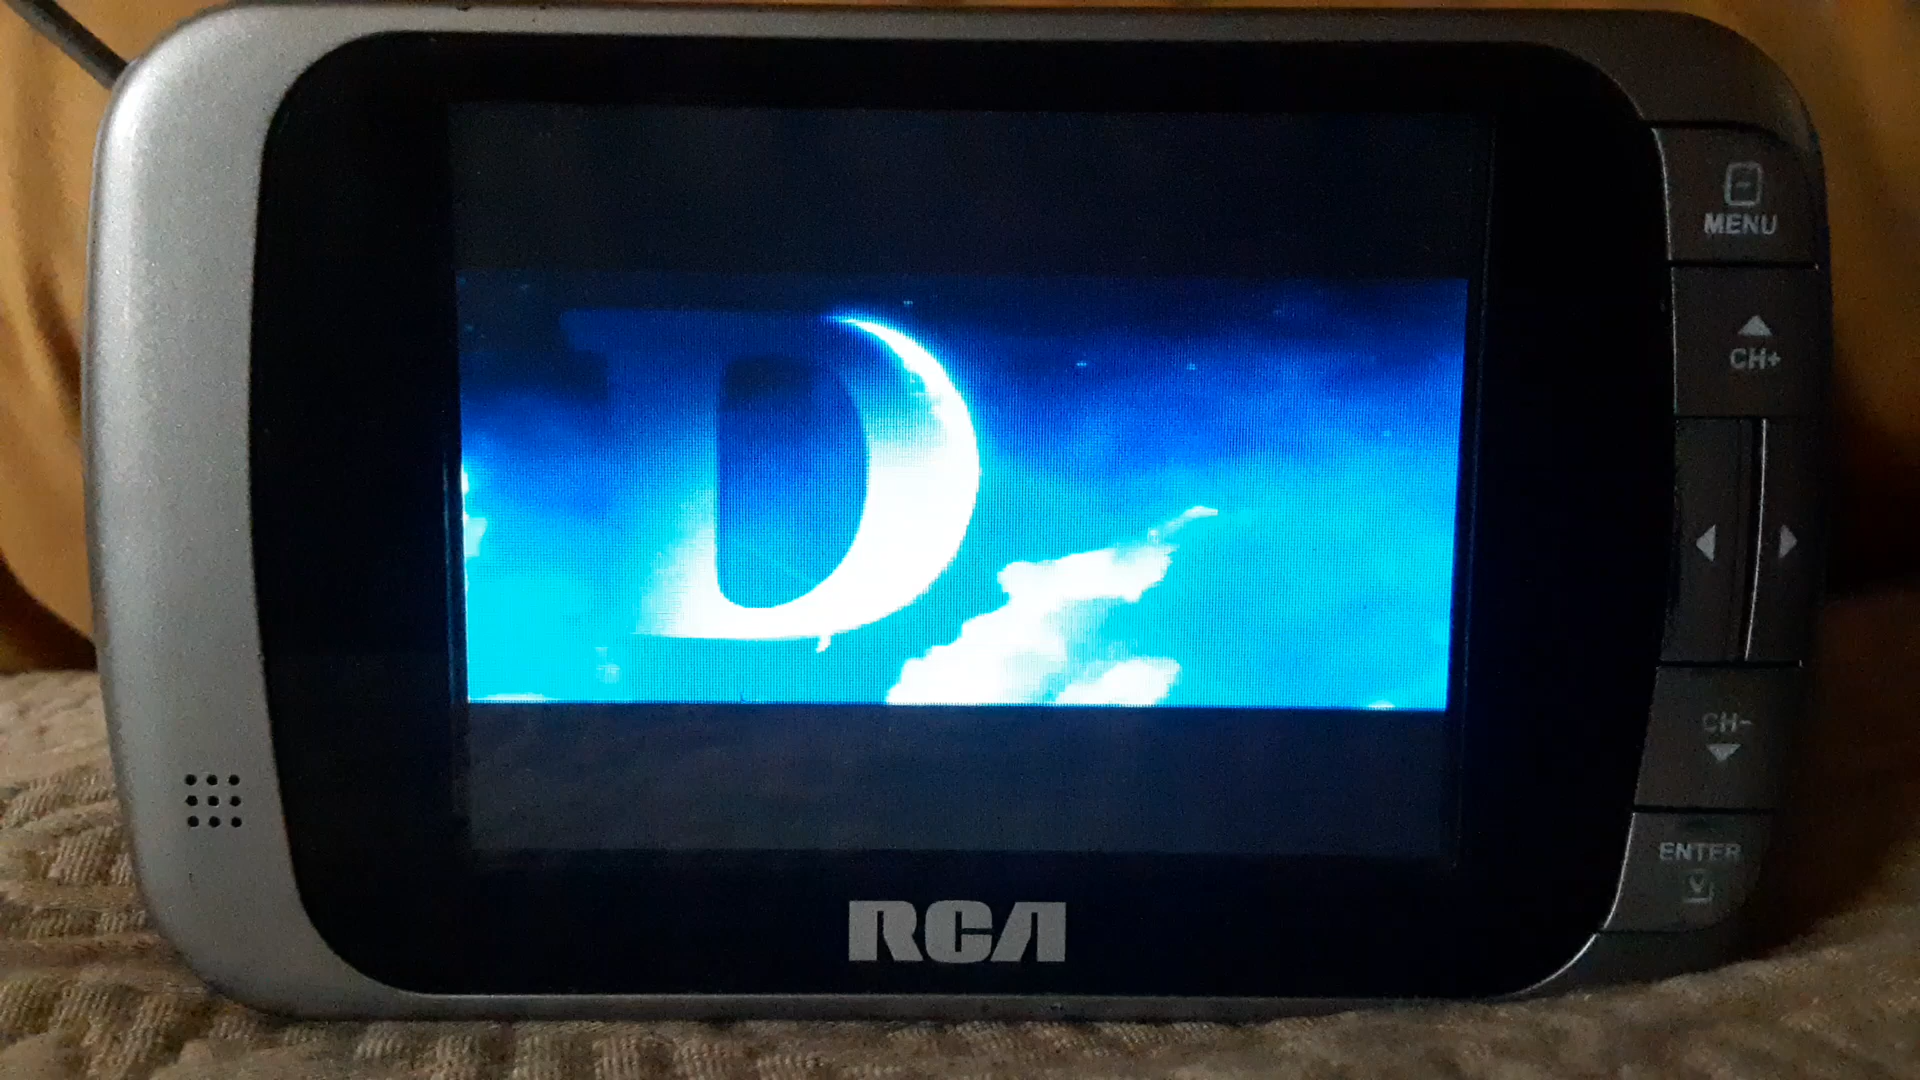 D
MENU
CH+
CH-
ENTER
RCA